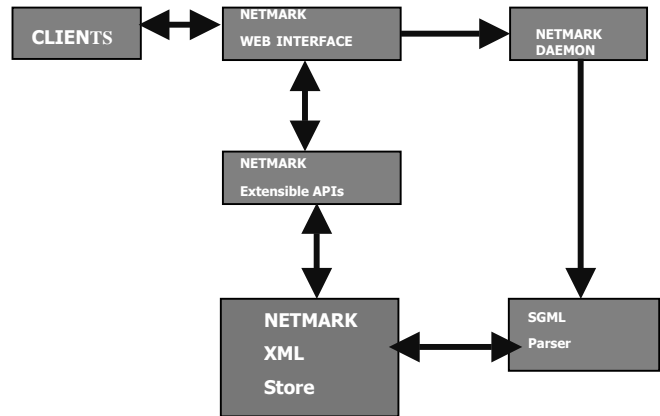 CLIENTS
NETMARK
WEB INTERFACE
NETMARK
DAEMON
NETMARK
Extensible APIs
NETMARK
XML
Store
SGML
Parser